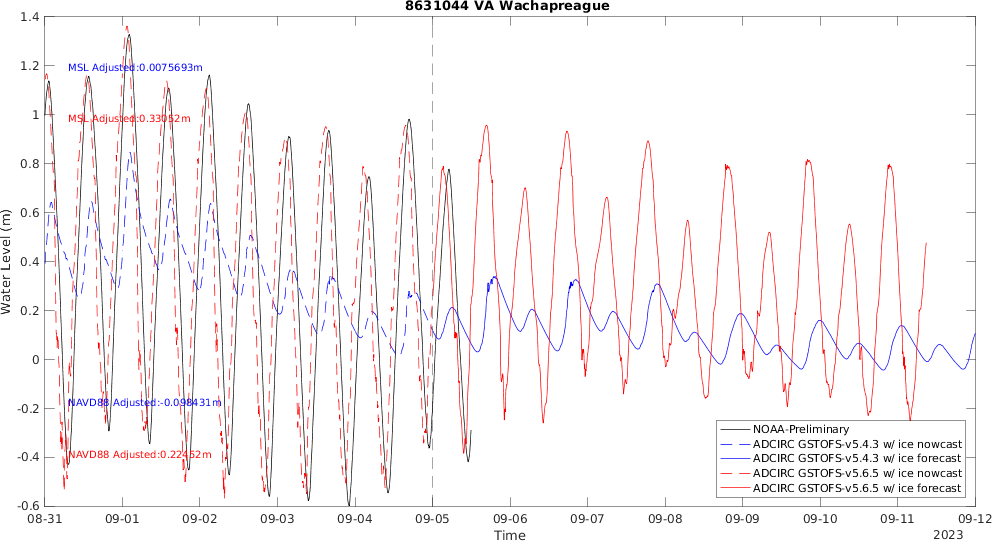 8631044 VA Wachapreague
1.4
1.2
1
0.8
0.6
0.4
0.2
0
-0.2
-0.4
-0.6
Water Level (m)
MSL Adjusted:0.0075693m
MSL Adjusted:0.33052m
NAVD88 Adjusted:-0.098431m
NAVD88 Adjusted:0.22452m
NOAA-Preliminary
ADCIRC GSTOFS-v5.4.3 w/ ice nowcast
ADCIRC GSTOFS-v5.4.3 w/ ice forecast
ADCIRC GSTOFS-v5.6.5 w/ ice nowcast
ADCIRC GSTOFS-v5.6.5 w/ ice forecast
08-31 09-01 09-02 09-03 09-04 09-05 09-06 09-07 09-08 09-09 09-10 09-11 09-12
Time
2023